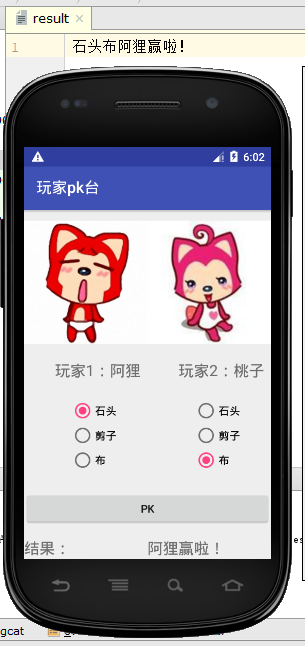 result
1 石头布阿狸赢啦!
6:02
玩家pk台
玩家1：阿狸 玩家2：桃子
石头 石头
剪子 剪子
布 布
PK
结果： 阿狸赢啦！
gcat